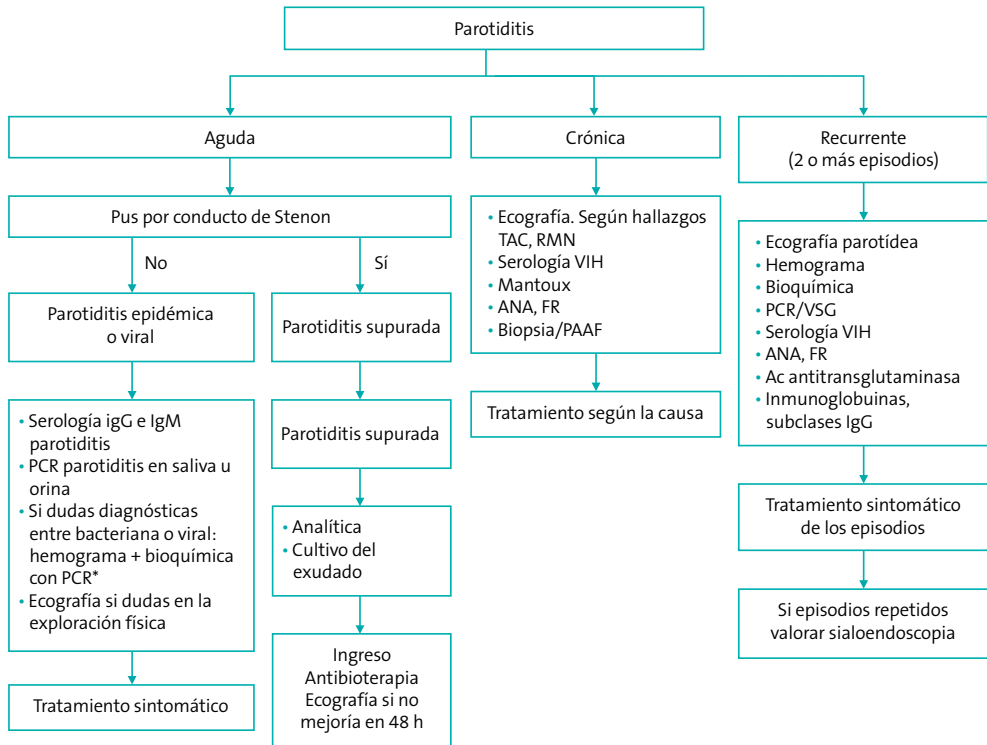 Parotiditis
Aguda
Pus por conducto de Stenon
No
Sí
Parotiditis epidémica
o viral
• Serología igG e IgM
parotiditis
• PCR parotiditis en saliva u
orina
• Si dudas diagnósticas
entre bacteriana o viral:
hemograma + bioquímica
con PCR*
• Ecografía si dudas en la
exploración física
Tratamiento sintomático
Parotiditis supurada
Parotiditis supurada
• Analítica
• Cultivo del
exudado
Ingreso
Antibioterapia
Ecografía si no
mejoría en 48 h
Crónica
• Ecografía. Según hallazgos
TAC, RMN
• Serología VIH
• Mantoux
• ANA, FR
• Biopsia/PAAF
Tratamiento según la causa
Recurrente
(2 o más episodios)
• Ecografía parotídea
• Hemograma
• Bioquímica
• PCR/VSG
• Serología VIH
• ANA, FR
• Ac antitransglutaminasa
• Inmunoglobuinas,
subclases IgG
Tratamiento sintomático
de los episodios
Si episodios repetidos
valorar sialoendoscopia